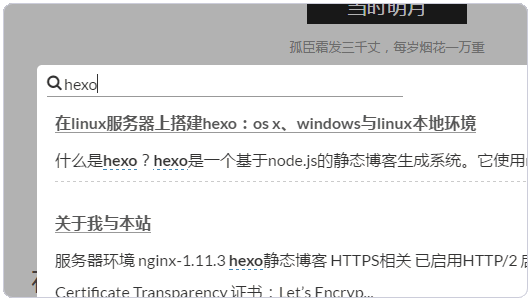 当时明月
孤臣霜发三千丈，每岁烟花一万重
hexo
在linux服务器上搭建hexo：os x、windows与linux本地环境
什么是hexo？hexo是一个基于node.js的静态博客生成系统。它使用
关于我与本站
服务器环境 nginx-1.11.3 hexo静态博客 HTTPS相关 已启用HTTP/2
Certificate Transparency 证书：Let’s Encryp...